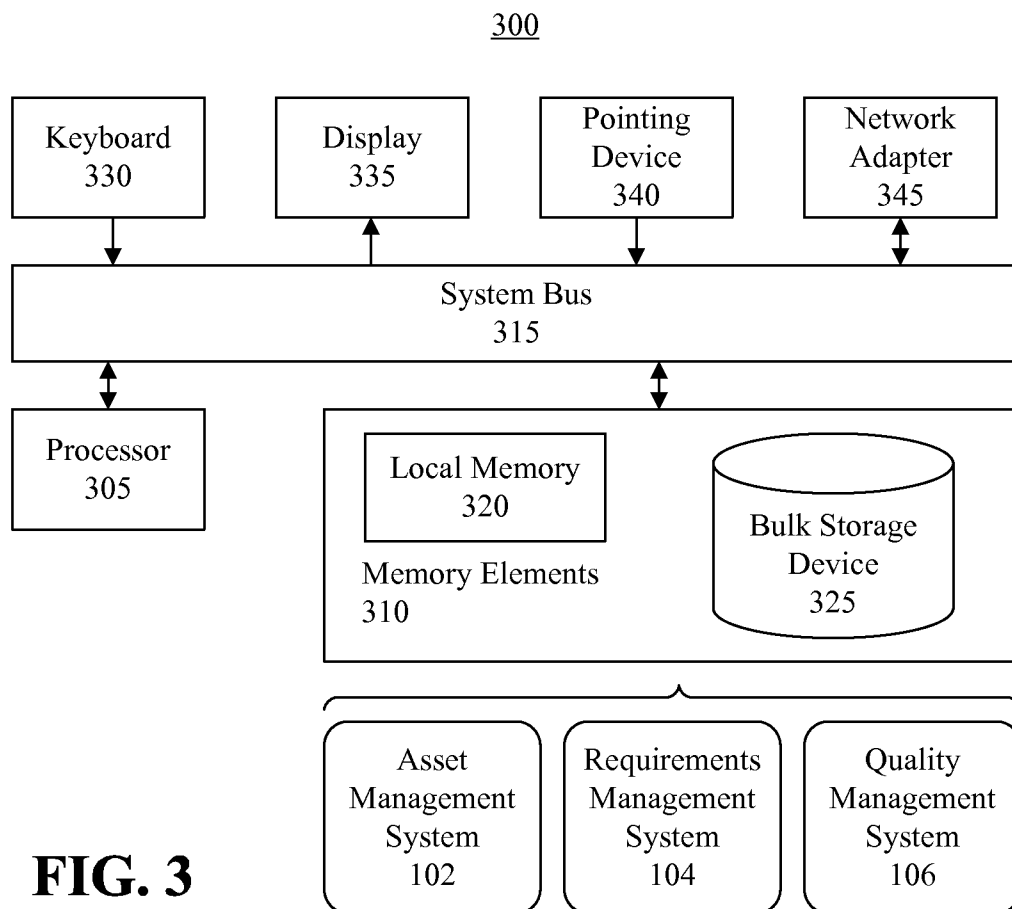 300
Keyboard
330
Display
335
Pointing
Device
340
Network
Adapter
345
System Bus
315
Processor
305
Local Memory
320
Memory Elements
310
Bulk Storage
Device
325
Asset
Management
System
102
Requirements
Management
System
104
Quality
Management
System
106
FIG. 3